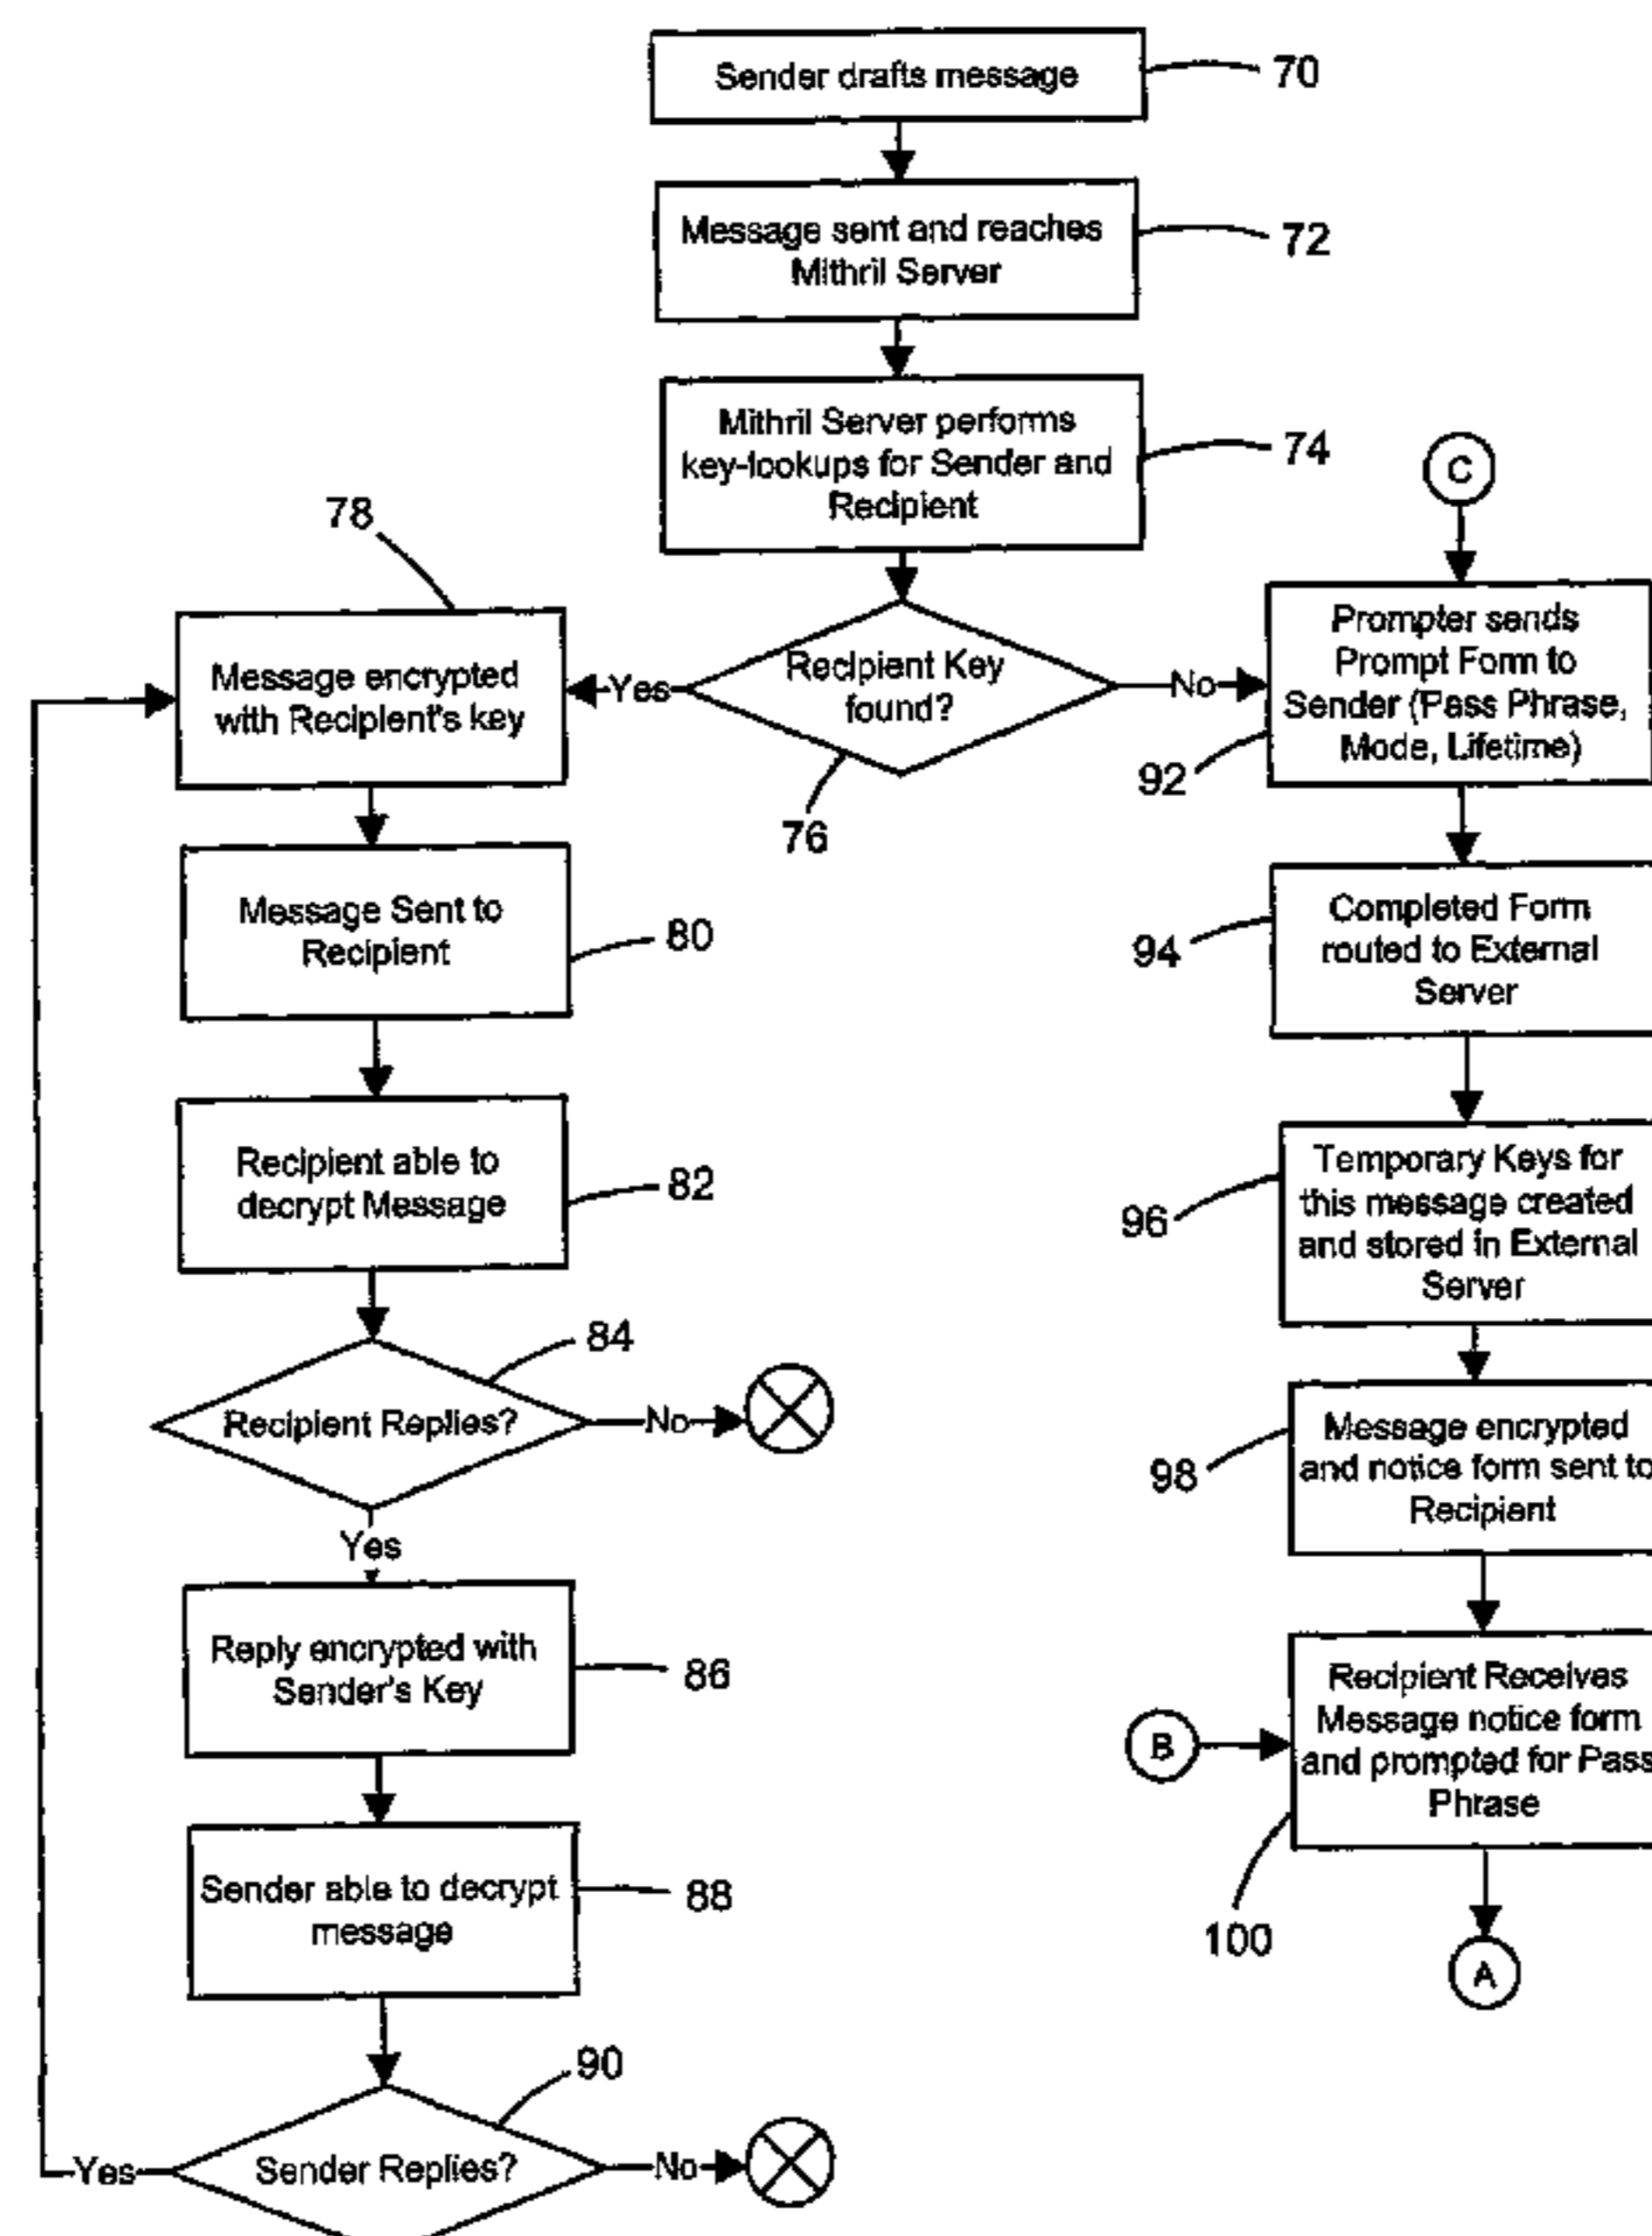 Sender drafts message
70
Message sent and reaches
Mithril Server
72
Mithril Server performs
key-lookups for Sender and
Recipient
74
C
78
Message encrypted
with Recipient's key
Yes
Recipient Key
found?
No
76
Prompter sends
Prompt Form to
Sender (Pass Phrase,
Mode, Lifetime)
92
Message Sent to
Recipient
80
Completed Form
routed to External
Server
94
Recipient able to
decrypt Message
82
Temporary Keys for
this message created
and stored in External
Server
96
84
Recipient Replies?
No
Yes
Message encrypted
and notice form sent to
Recipient
98
Reply encrypted with
Sender's Key
86
B
Recipient Receives
Message notice form
and prompted for Pass
Phrase
100
Sender able to decrypt
message
88
A
90
Sender Replies?
Yes
No